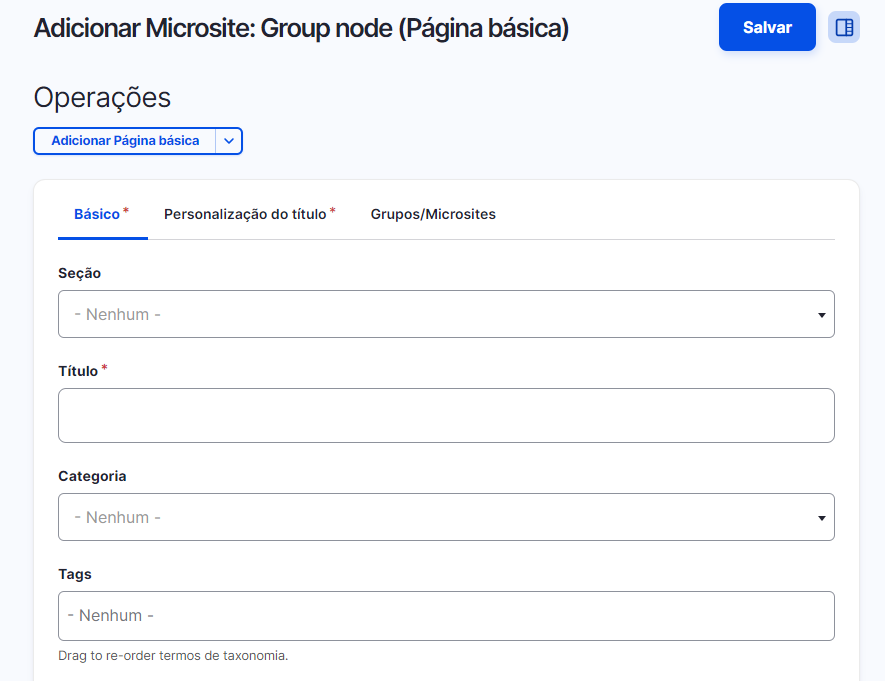 Adicionar Microsite: Group node (Página básica)
Salvar
Operações
Adicionar Página básica
Básico *
Personalização do título *
Grupos/Microsites
Seção
- Nenhum -
Título *
Categoria
- Nenhum -
Tags
- Nenhum -
Drag to re-order termos de taxonomia.